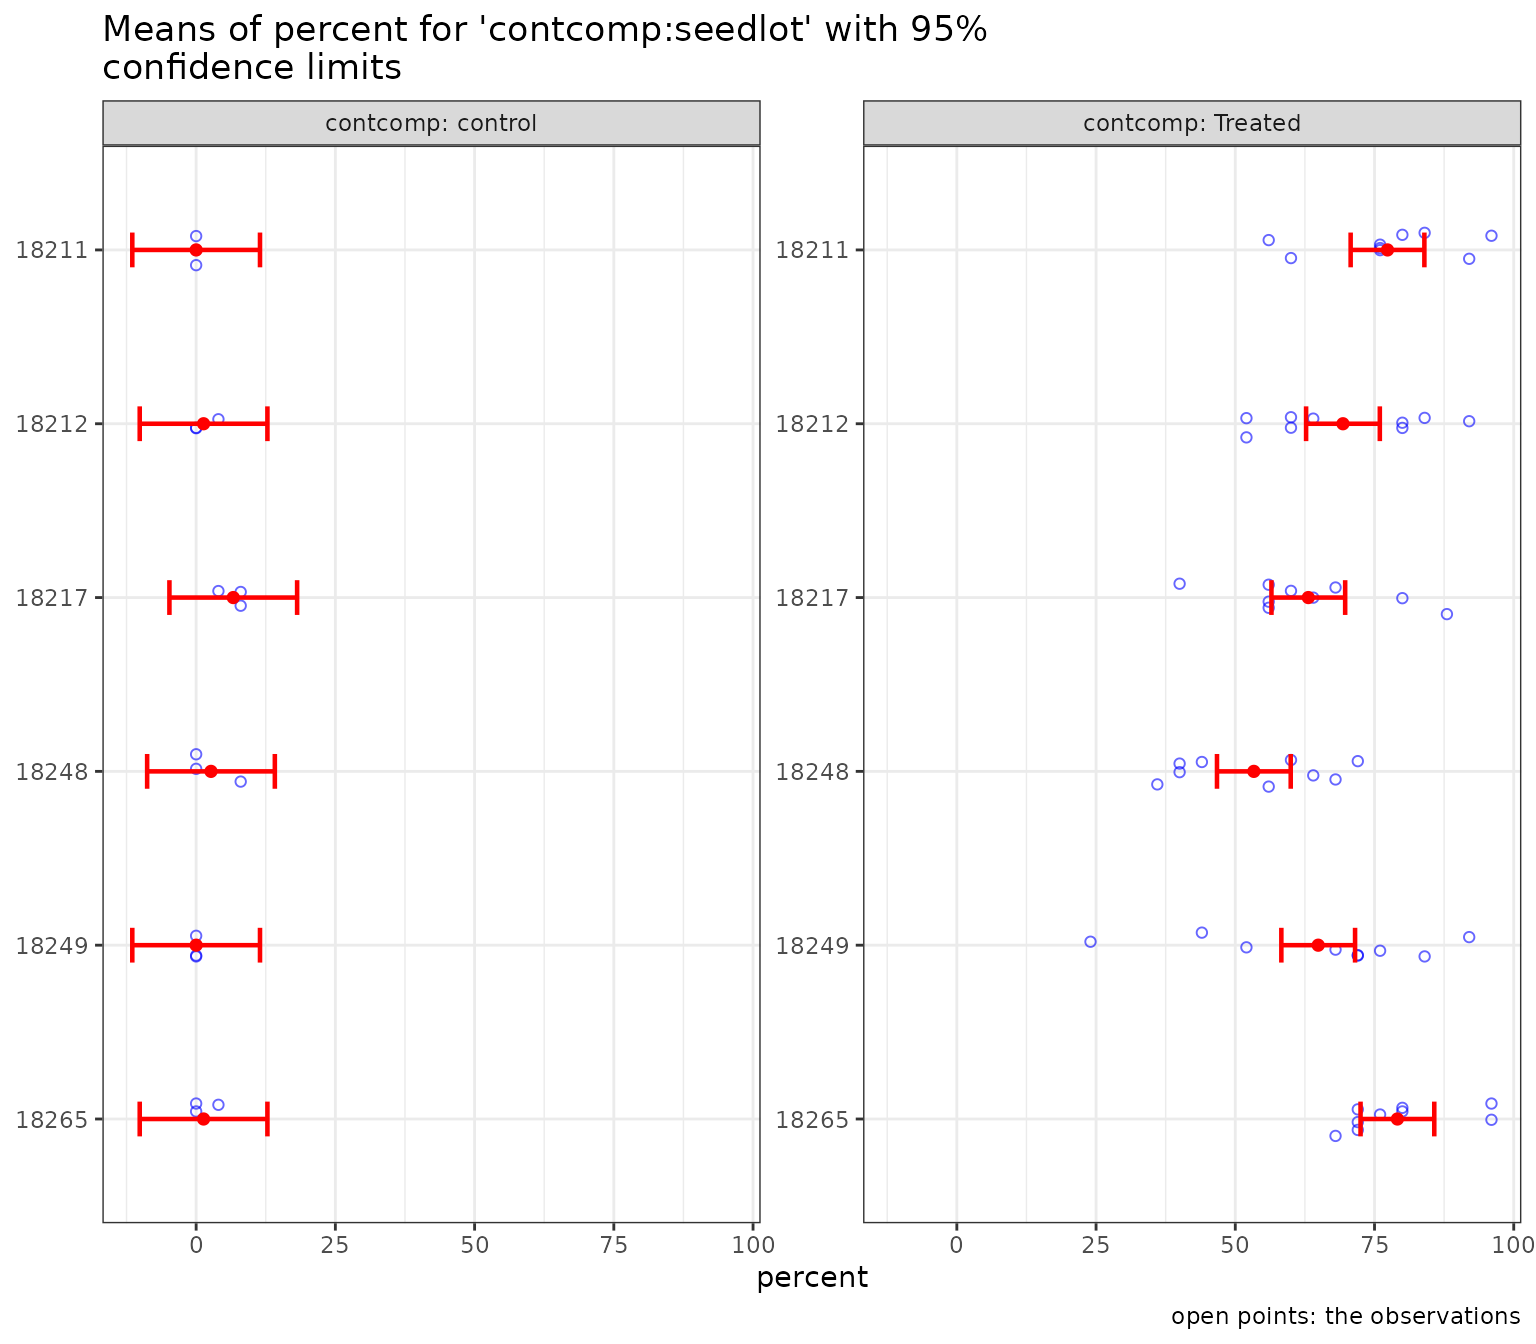 Means of percent for 'contcomp:seedlot' with 95%
confidence limits
contcomp: control
contcomp: Treated
18211
18212
18217
18248
18249
18265
18211
18212
18217
18248
18249
18265
0 25 50 75 100
0 25 50 75 100
percent
open points: the observations